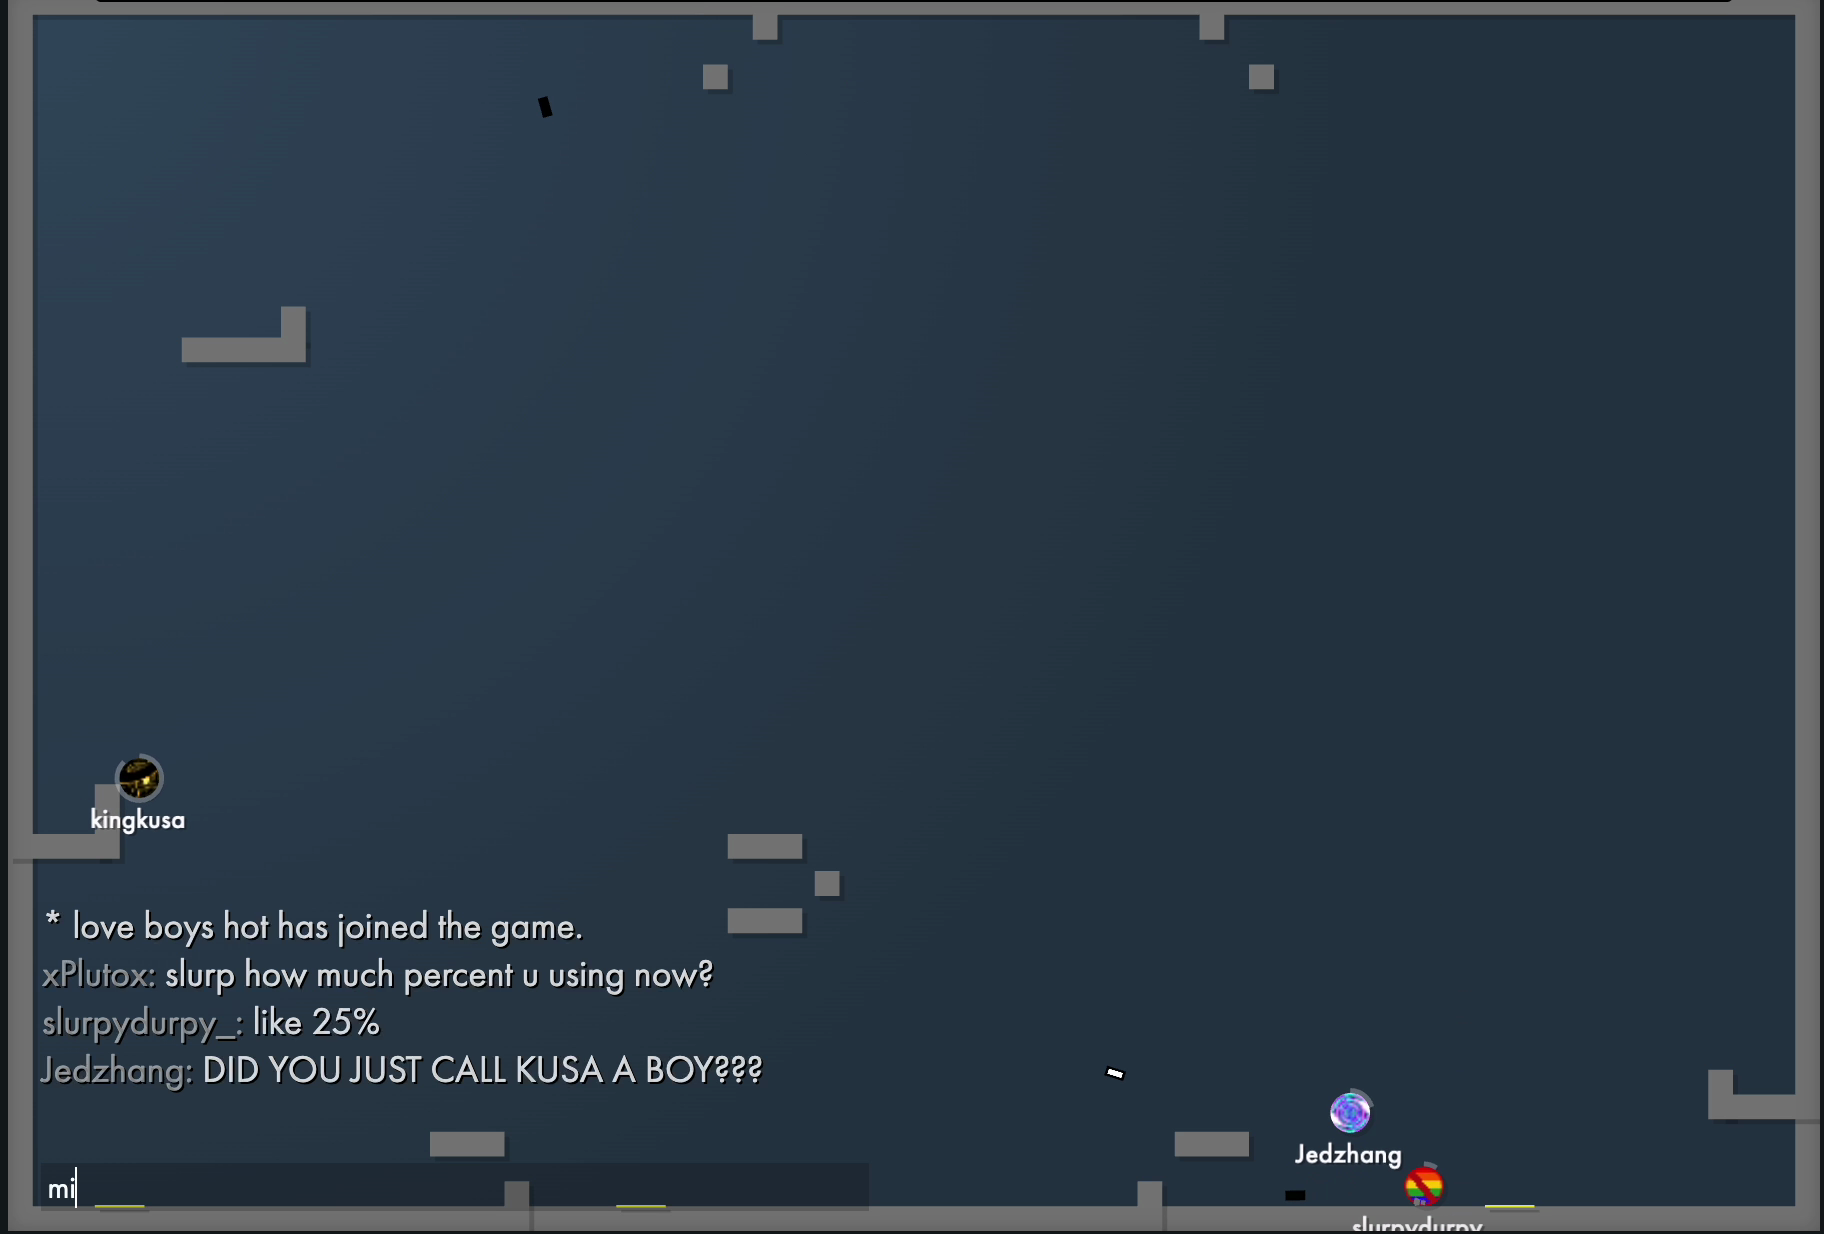 kingkusa
* love boys hot has joined the game.
xPlutox: slurp how much percent u using now?
slurpydurpy_: like 25%
Jedzhang: DID YOU JUST CALL KUSA A BOY???
Jedzhang
mi
slurpydurpy_